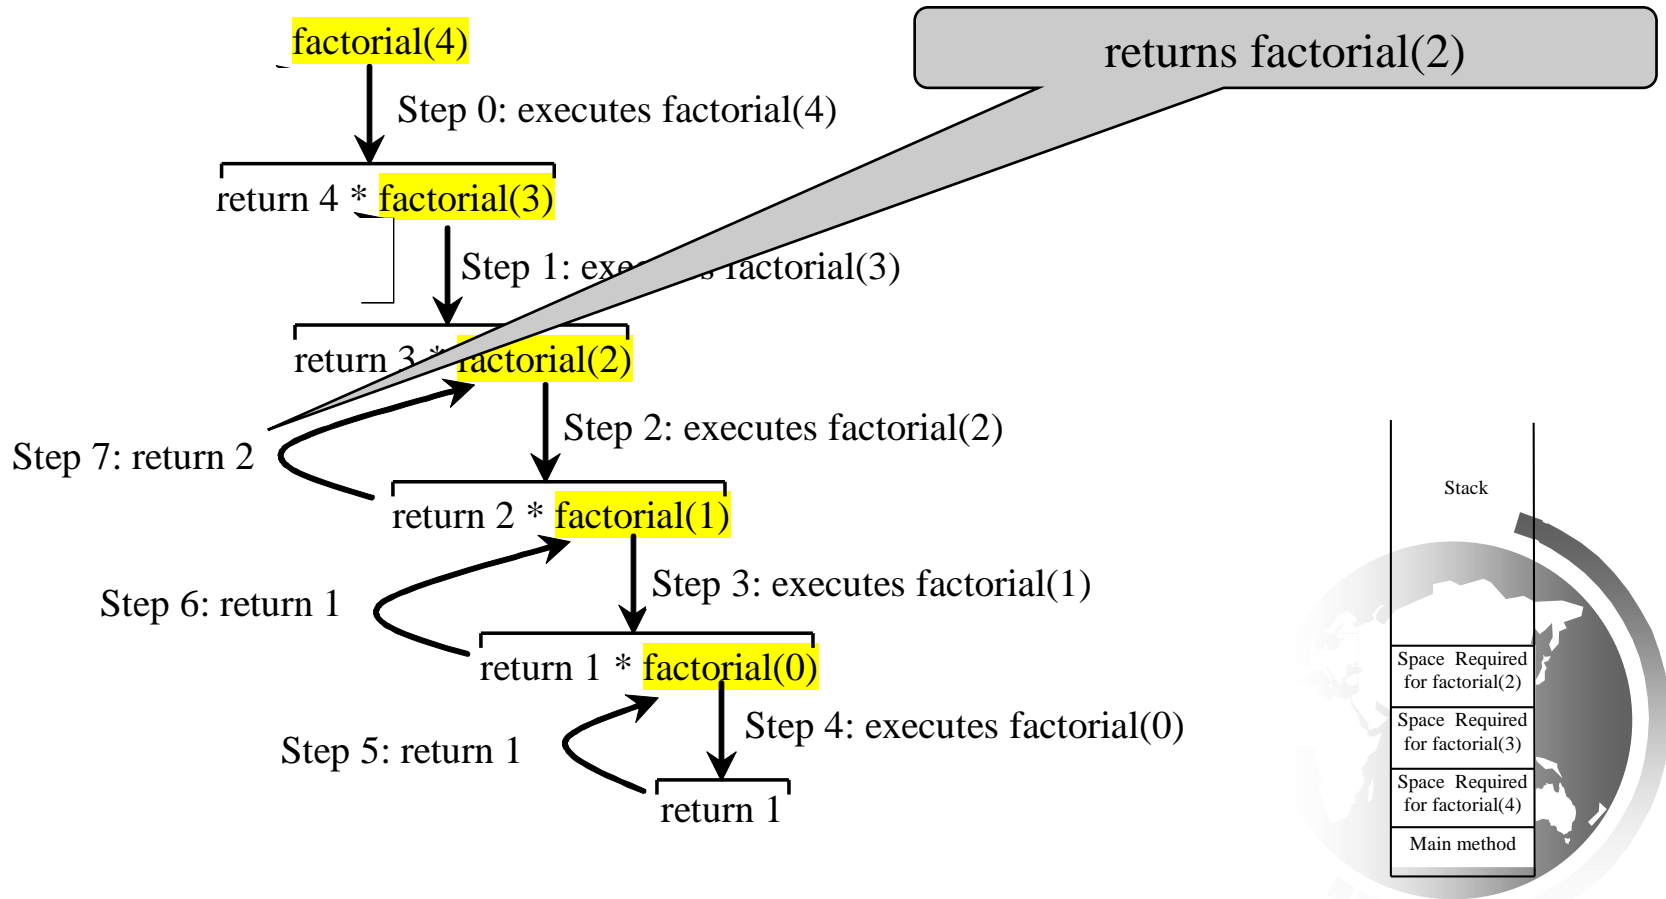 factorial(4)
returns factorial(2)
Step 0: executes factorial(4)
return 4 * factorial(3)
Step 1: executes factorial(3)
return 3 * factorial(2)
Step 2: executes factorial(2)
Step 7: return 2
return 2 * factorial(1)
Step 3: executes factorial(1)
Step 6: return 1
return 1 * factorial(0)
Step 4: executes factorial(0)
Step 5: return 1
return 1
Stack
Space Required
for factorial(2)
Space Required
for factorial(3)
Space Required
for factorial(4)
Main method